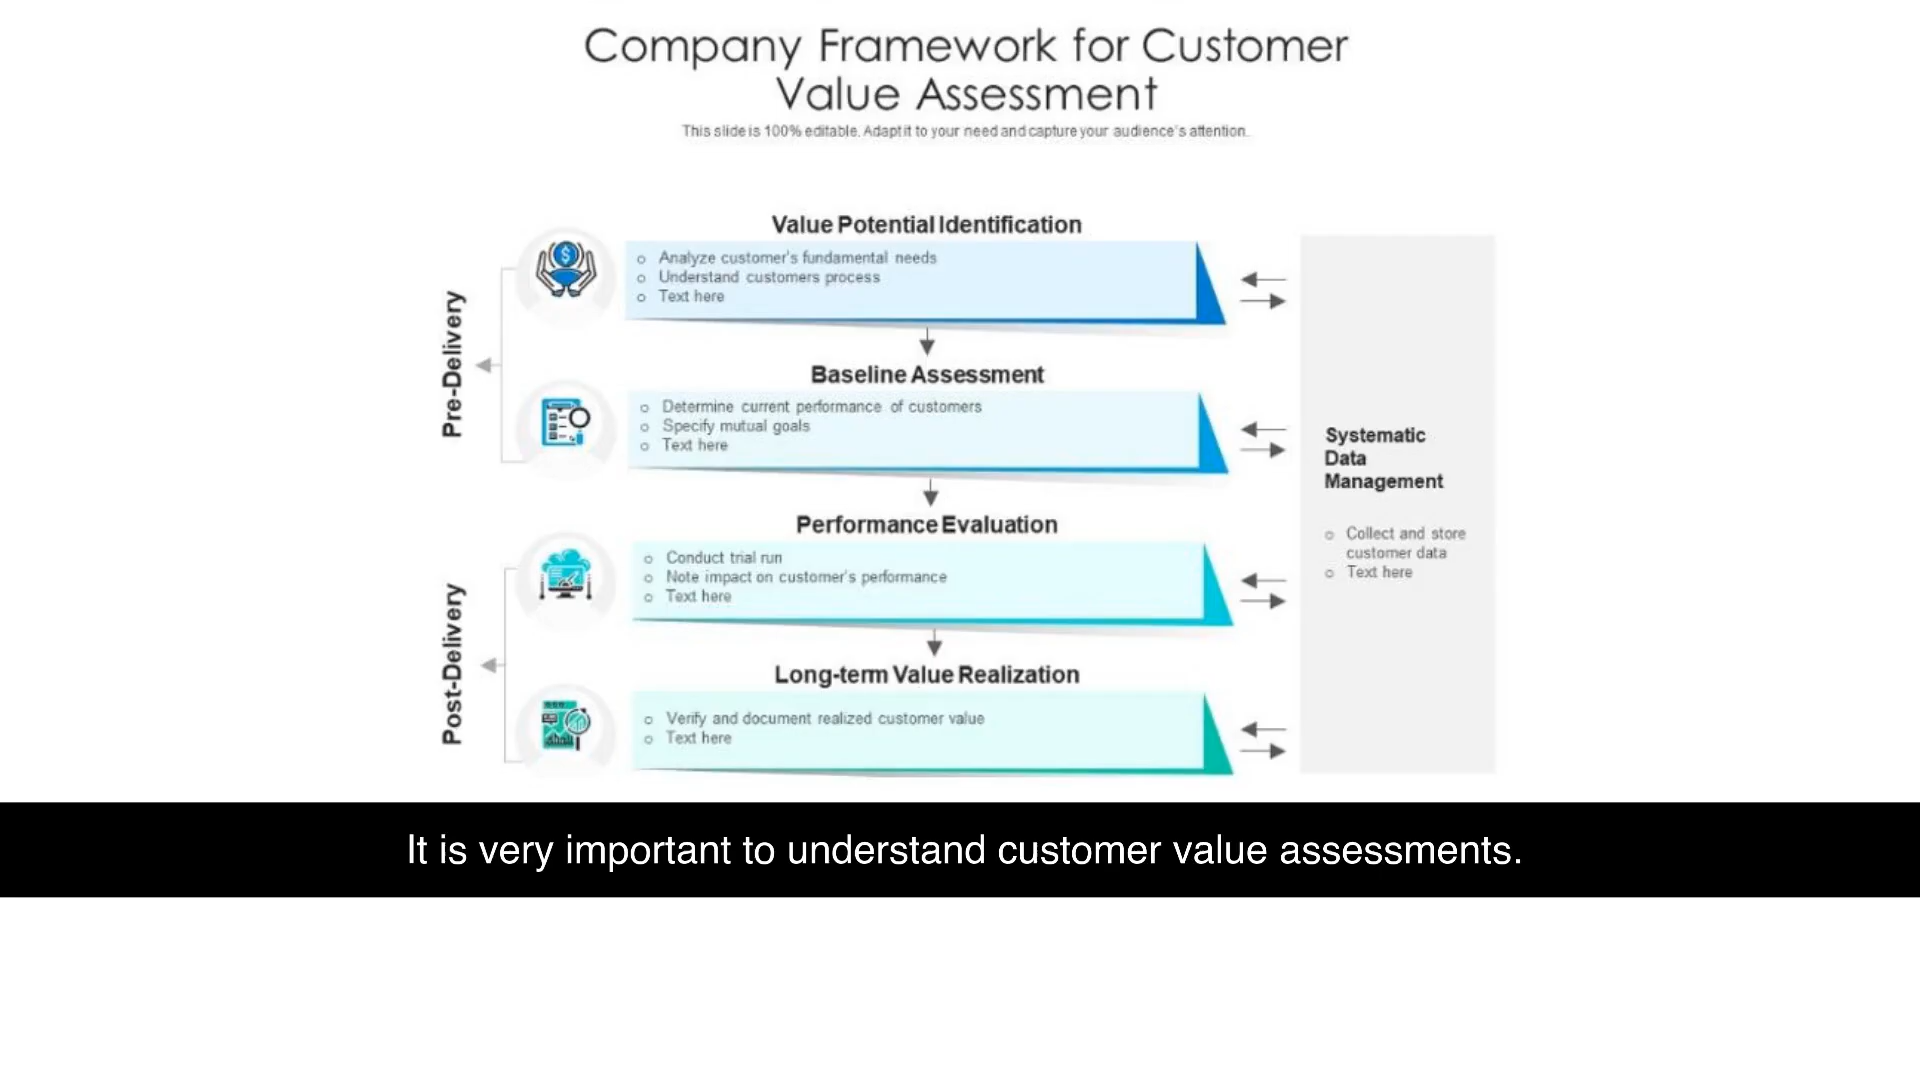 Company Framework for Customer
Value Assessment
This slide is 100% editable. Adapt it to your need and capture your audience's attention.
Pre-Delivery
Value Potential Identification
o Analyze customer's fundamental needs
o Understand customers process
o Text here
Baseline Assessment
o Determine current performance of customers
o Specify mutual goals
o Text here
Post-Delivery
Performance Evaluation
o Conduct trial run
o Note impact on customer's performance
o Text here
Long-term Value Realization
o Verify and document realized customer value
o Text here
Systematic
Data
Management
o Collect and store
customer data
o Text here
It is very important to understand customer value assessments.